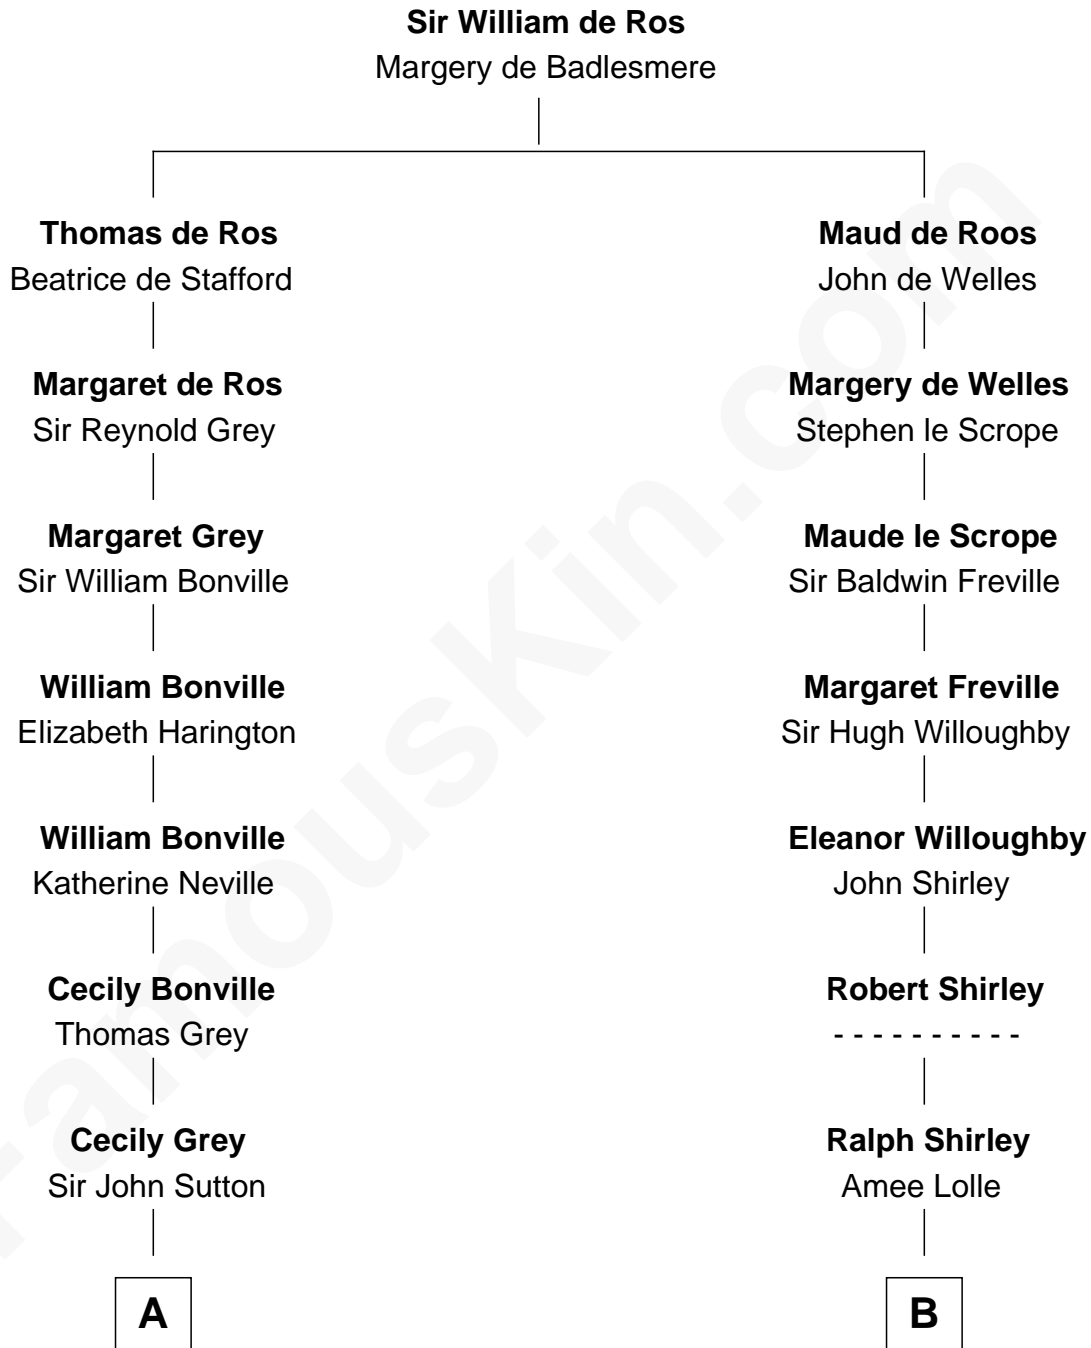 Sir William de Ros
Margery de Badlesmere
Thomas de Ros
Beatrice de Stafford
Maud de Roos
John de Welles
Margaret de Ros
Sir Reynold Grey
Margery de Welles
Stephen le Scrope
Margaret Grey
Sir William Bonville
Maude le Scrope
Sir Baldwin Freville
William Bonville
Elizabeth Harington
Margaret Freville
Sir Hugh Willoughby
William Bonville
Katherine Neville
Eleanor Willoughby
John Shirley
Cecily Bonville
Thomas Grey
Robert Shirley
- - - - - - - - - -
Cecily Grey
Sir John Sutton
Ralph Shirley
Amee Lolle
A
B
FamousKin.com